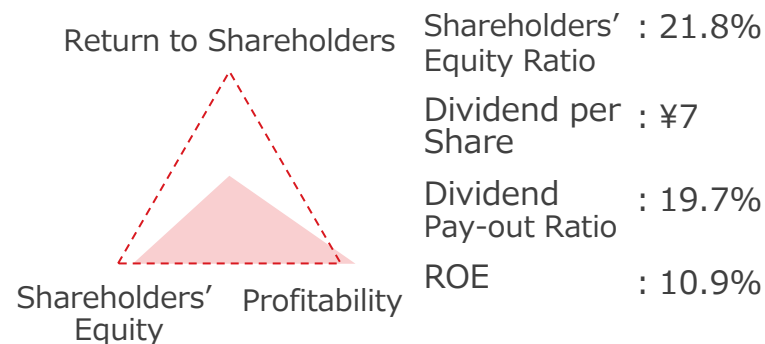 Return to Shareholders
Shareholders’
Equity
Profitability
Shareholders’ : 21.8%
Equity Ratio
Dividend per : ¥7
Share
Dividend : 19.7%
Pay-out Ratio
ROE : 10.9%